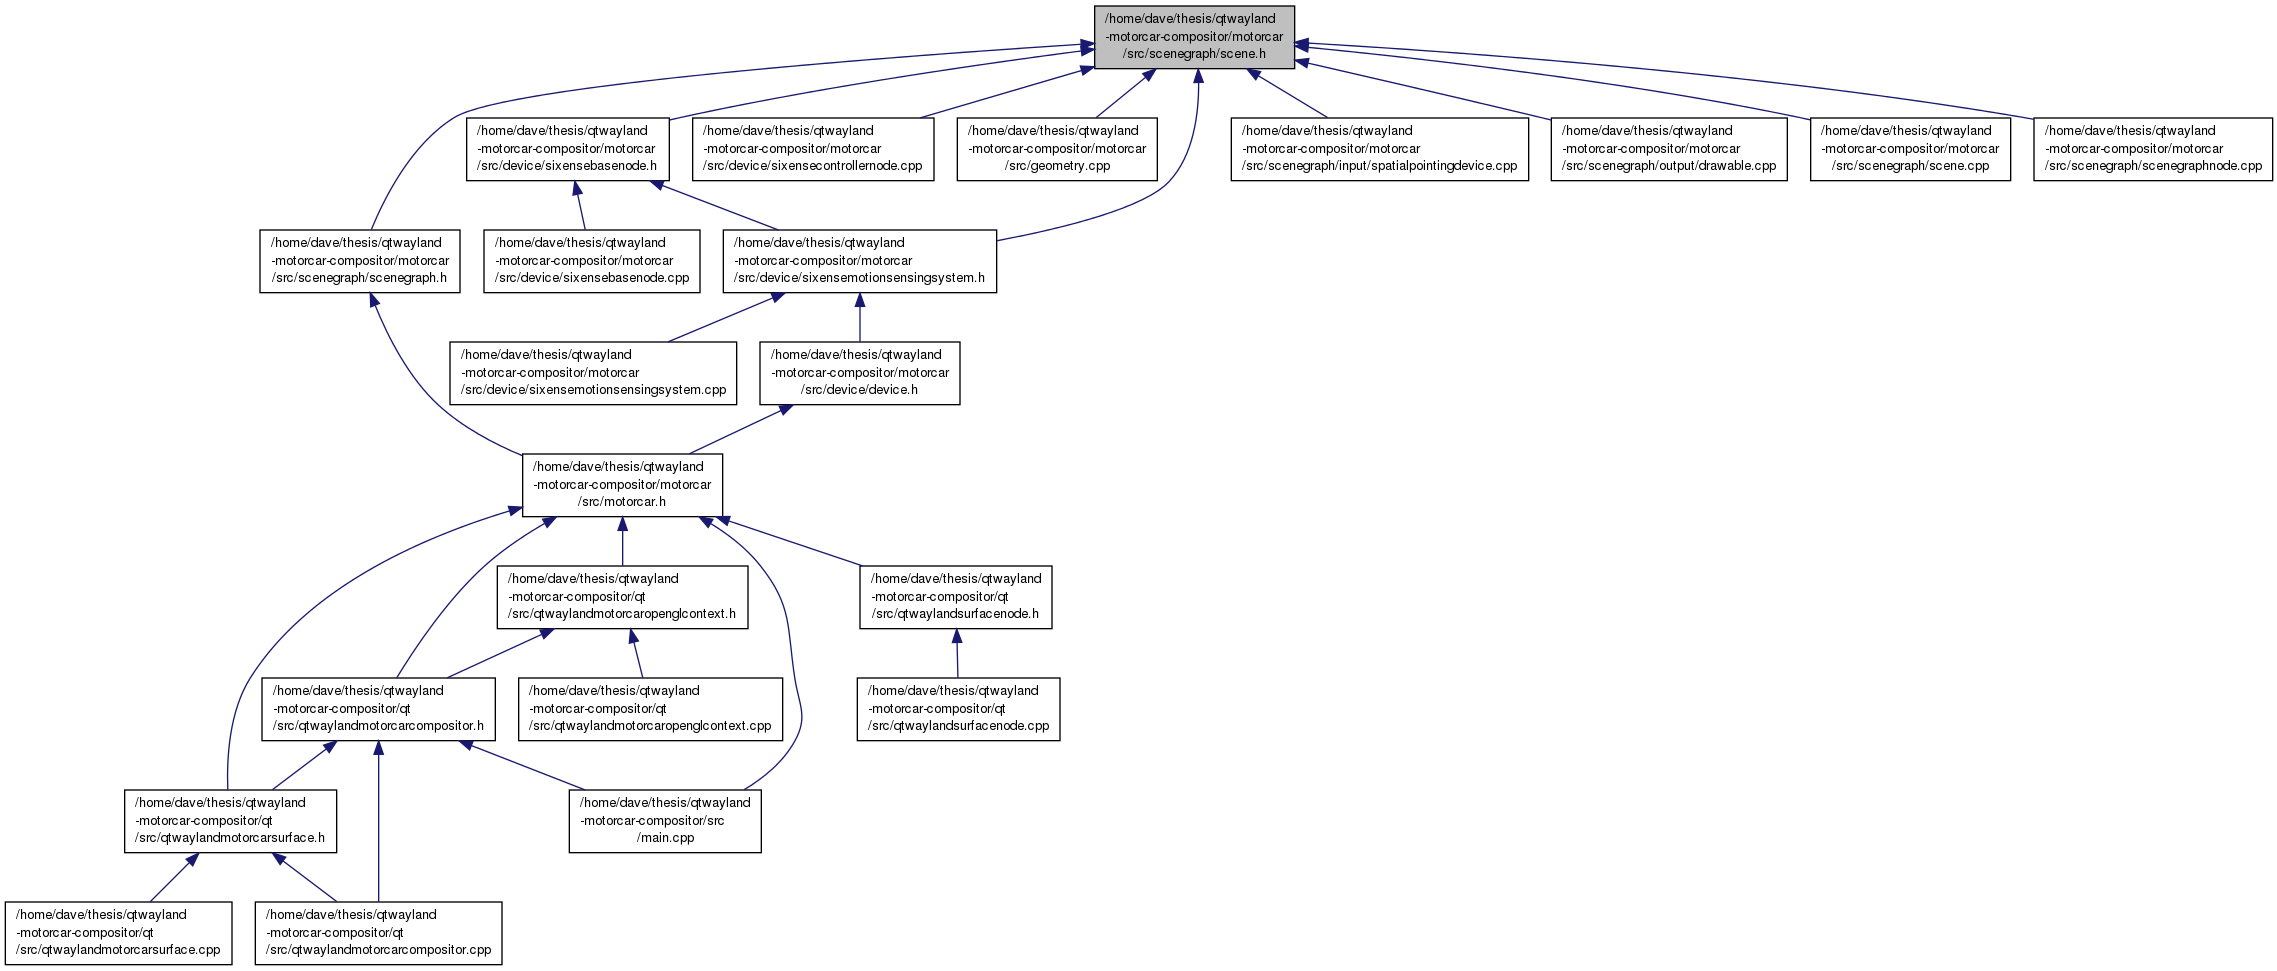 /home/dave/thesis/qtwayland
-motorcar-compositor/motorcar
/src/scenegraph/scene.h
/home/dave/thesis/qtwayland
-motorcar-compositor/motorcar
/src/device/sixensebasenode.h
/home/dave/thesis/qtwayland
-motorcar-compositor/motorcar
/src/device/sixensecontrollernode.cpp
/home/dave/thesis/qtwayland
-motorcar-compositor/motorcar
/src/geometry.cpp
/home/dave/thesis/qtwayland
-motorcar-compositor/motorcar
/src/scenegraph/input/spatialpointingdevice.cpp
/home/dave/thesis/qtwayland
-motorcar-compositor/motorcar
/src/scenegraph/output/drawable.cpp
/home/dave/thesis/qtwayland
-motorcar-compositor/motorcar
/src/scenegraph/scene.cpp
/home/dave/thesis/qtwayland
-motorcar-compositor/motorcar
/src/scenegraph/scenegraphnode.cpp
/home/dave/thesis/qtwayland
-motorcar-compositor/motorcar
/src/scenegraph/scenegraph.h
/home/dave/thesis/qtwayland
-motorcar-compositor/motorcar
/src/device/sixensebasenode.cpp
/home/dave/thesis/qtwayland
-motorcar-compositor/motorcar
/src/device/sixensemotionsensingsystem.h
/home/dave/thesis/qtwayland
-motorcar-compositor/motorcar
/src/device/sixensemotionsensingsystem.cpp
/home/dave/thesis/qtwayland
-motorcar-compositor/motorcar
/src/device/device.h
/home/dave/thesis/qtwayland
-motorcar-compositor/motorcar
/src/motorcar.h
/home/dave/thesis/qtwayland
-motorcar-compositor/qt
/src/qtwaylandmotorcaropenglcontext.h
/home/dave/thesis/qtwayland
-motorcar-compositor/qt
/src/qtwaylandsurfacenode.h
/home/dave/thesis/qtwayland
-motorcar-compositor/qt
/src/qtwaylandmotorcarcompositor.h
/home/dave/thesis/qtwayland
-motorcar-compositor/qt
/src/qtwaylandmotorcaropenglcontext.cpp
/home/dave/thesis/qtwayland
-motorcar-compositor/qt
/src/qtwaylandsurfacenode.cpp
/home/dave/thesis/qtwayland
-motorcar-compositor/qt
/src/qtwaylandmotorcarsurface.h
/home/dave/thesis/qtwayland
-motorcar-compositor/src
/main.cpp
/home/dave/thesis/qtwayland
-motorcar-compositor/qt
/src/qtwaylandmotorcarsurface.cpp
/home/dave/thesis/qtwayland
-motorcar-compositor/qt
/src/qtwaylandmotorcarcompositor.cpp